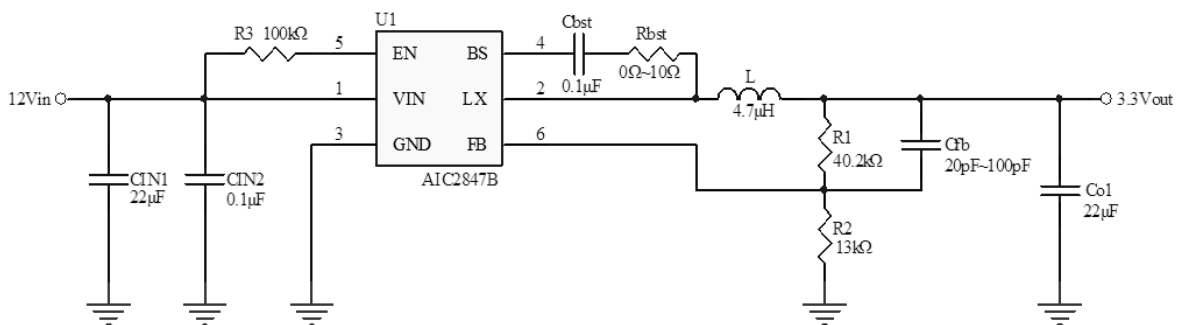 U1
R3 100kΩ
5
EN
BS
4
Cbst
0.1μF
Rbst
0Ω~10Ω
12Vin
1
VIN
LX
2
L
4.7μH
3.3Vout
3
GND
FB
6
AIC2847B
CIN1
22μF
CIN2
0.1μF
R1
40.2kΩ
Cfb
20pF~100pF
R2
13kΩ
Co1
22μF